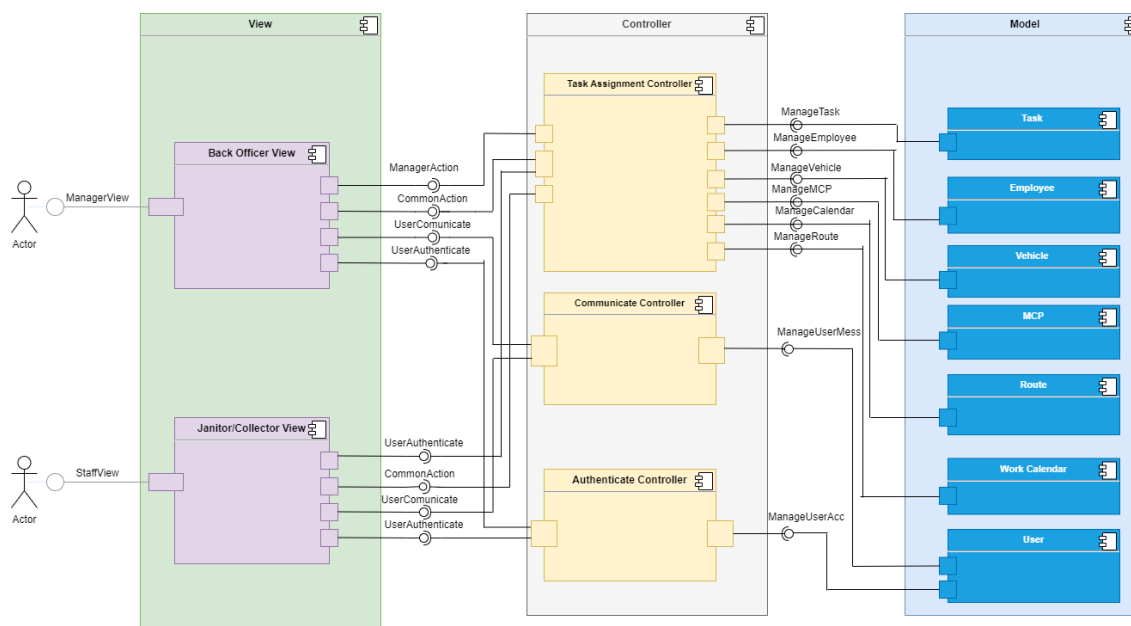 View
Controller
Model
Task Assignment Controller
ManageTask
Task
ManageEmployee
Back Officer View
ManagerAction
ManageVehicle
Employee
ManagerView
CommonAction
ManageMCP
ManageCalendar
UserComunicate
ManageRoute
Actor
UserAuthenticate
Vehicle
Communicate Controller
MCP
ManageUserMess
Route
Janitor/Collector View
UserAuthenticate
StaffView
CommonAction
Authenticate Controller
Work Calendar
UserComunicate
Actor
UserAuthenticate
ManageUserAcc
User